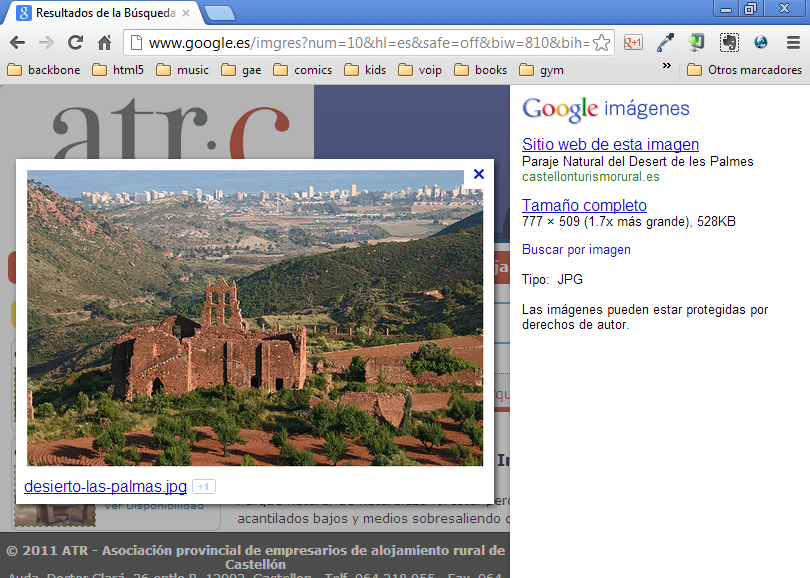 Resultados de la Búsqueda
www.google.es/imgres?num=10&hl=es&safe=off&biw=810&bih=
backbone html5 music gae comics kids voip books gym » Otros marcadores
atr·c
Google imágenes
Sitio web de esta imagen
Paraje Natural del Desert de les Palmes
castellonturismorural.es
Tamaño completo
777 × 509 (1.7x más grande), 528KB
Buscar por imagen
Tipo: JPG
Las imágenes pueden estar protegidas por
derechos de autor.
desierto-las-palmas.jpg +1
Ver Disponibilidad
acantilados bajos y medios sobresaliendo
© 2011 ATR - Asociación provincial de empresarios de alojamiento rural de
Castellón